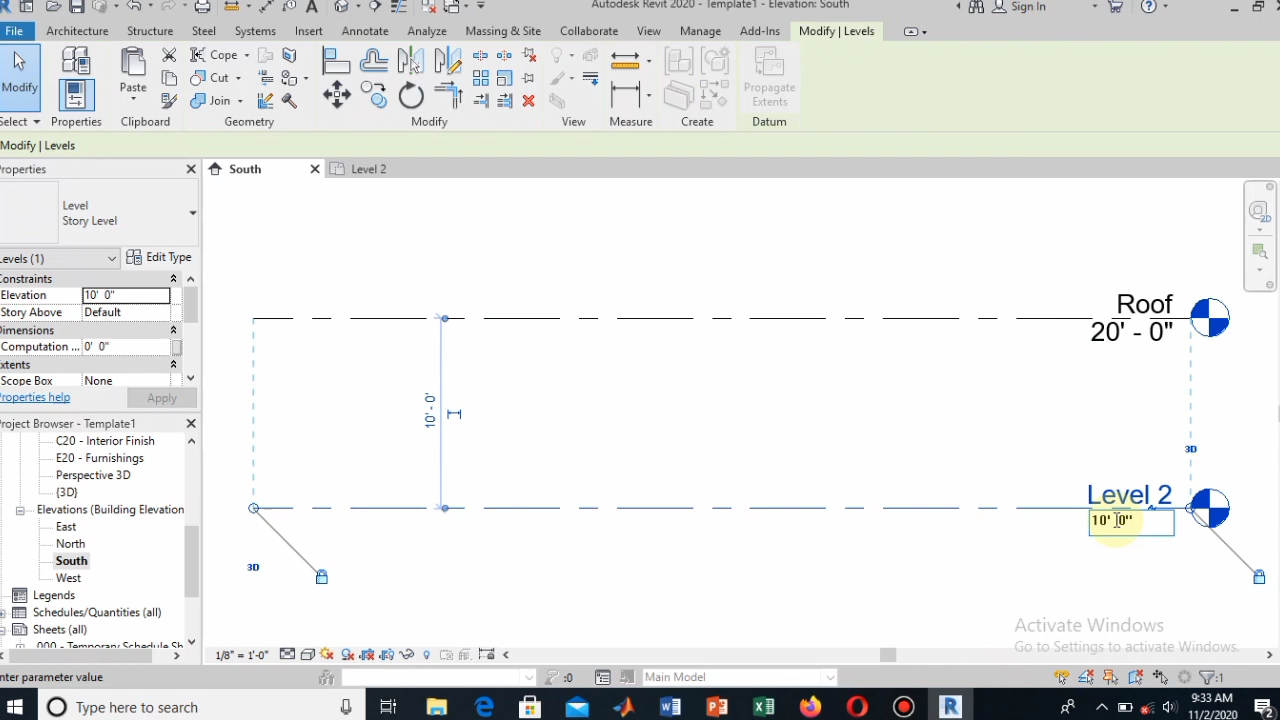 Autodesk Revit 2020 - Template1 - Elevation: South
Sign In
File
Architecture
Structure
Steel
Systems
Insert
Annotate
Analyze
Massing & Site
Collaborate
View
Manage
Add-Ins
Modify | Levels
Modify
Paste
Cope
Cut
Join
Propagate
Extents
Select
Properties
Clipboard
Geometry
Modify
View
Measure
Create
Datum
Modify | Levels
Properties
South
Level 2
Level
Story Level
Levels (1)
Edit Type
Constraints
Elevation
10' 0"
Story Above
Default
Dimensions
Computation ...
0' 0"
Extents
Scope Box
None
Properties help
Apply
Project Browser - Template1
C20 - Interior Finish
E20 - Furnishings
Perspective 3D
{3D}
Elevations (Building Elevation
East
North
South
West
Legends
Schedules/Quantities (all)
Sheets (all)
000 - Temporary Schedule Sh
Roof
20' - 0"
10' - 0"
3D
Level 2
10' 0"
3D
Activate Windows
Go to Settings to activate Windows.
1/8" = 1'-0"
nter parameter value
:0
Main Model
:1
Type here to search
9:33 AM
11/2/2020
2